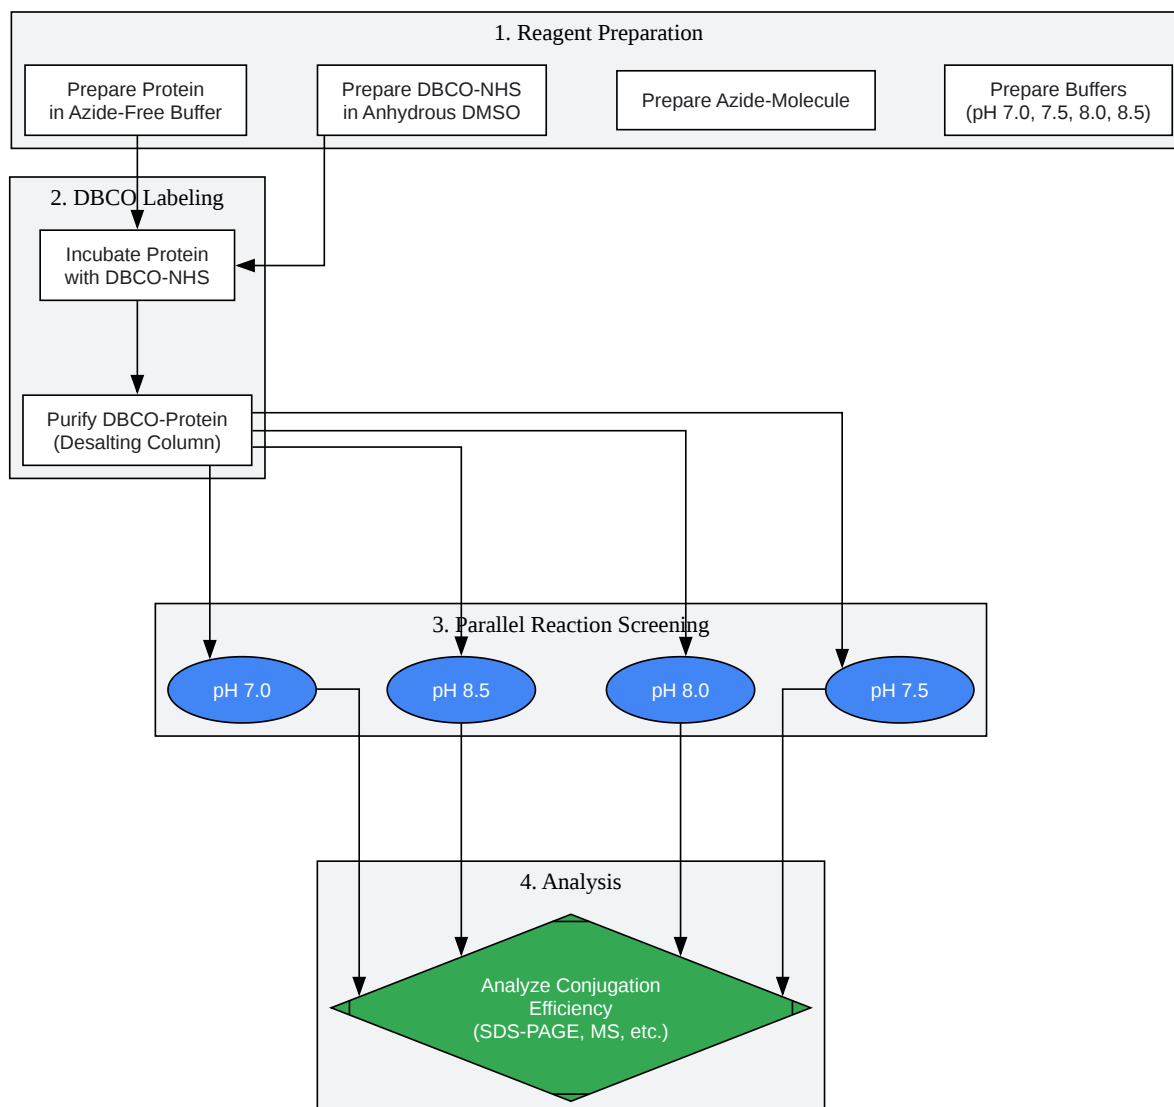 1. Reagent Preparation
Prepare Protein
in Azide-Free Buffer
Prepare DBCO-NHS
in Anhydrous DMSO
Prepare Azide-Molecule
Prepare Buffers
(pH 7.0, 7.5, 8.0, 8.5)
2. DBCO Labeling
Incubate Protein
with DBCO-NHS
Purify DBCO-Protein
(Desalting Column)
3. Parallel Reaction Screening
pH 7.0
pH 8.5
pH 8.0
pH 7.5
4. Analysis
Analyze Conjugation
Efficiency
(SDS-PAGE, MS, etc.)